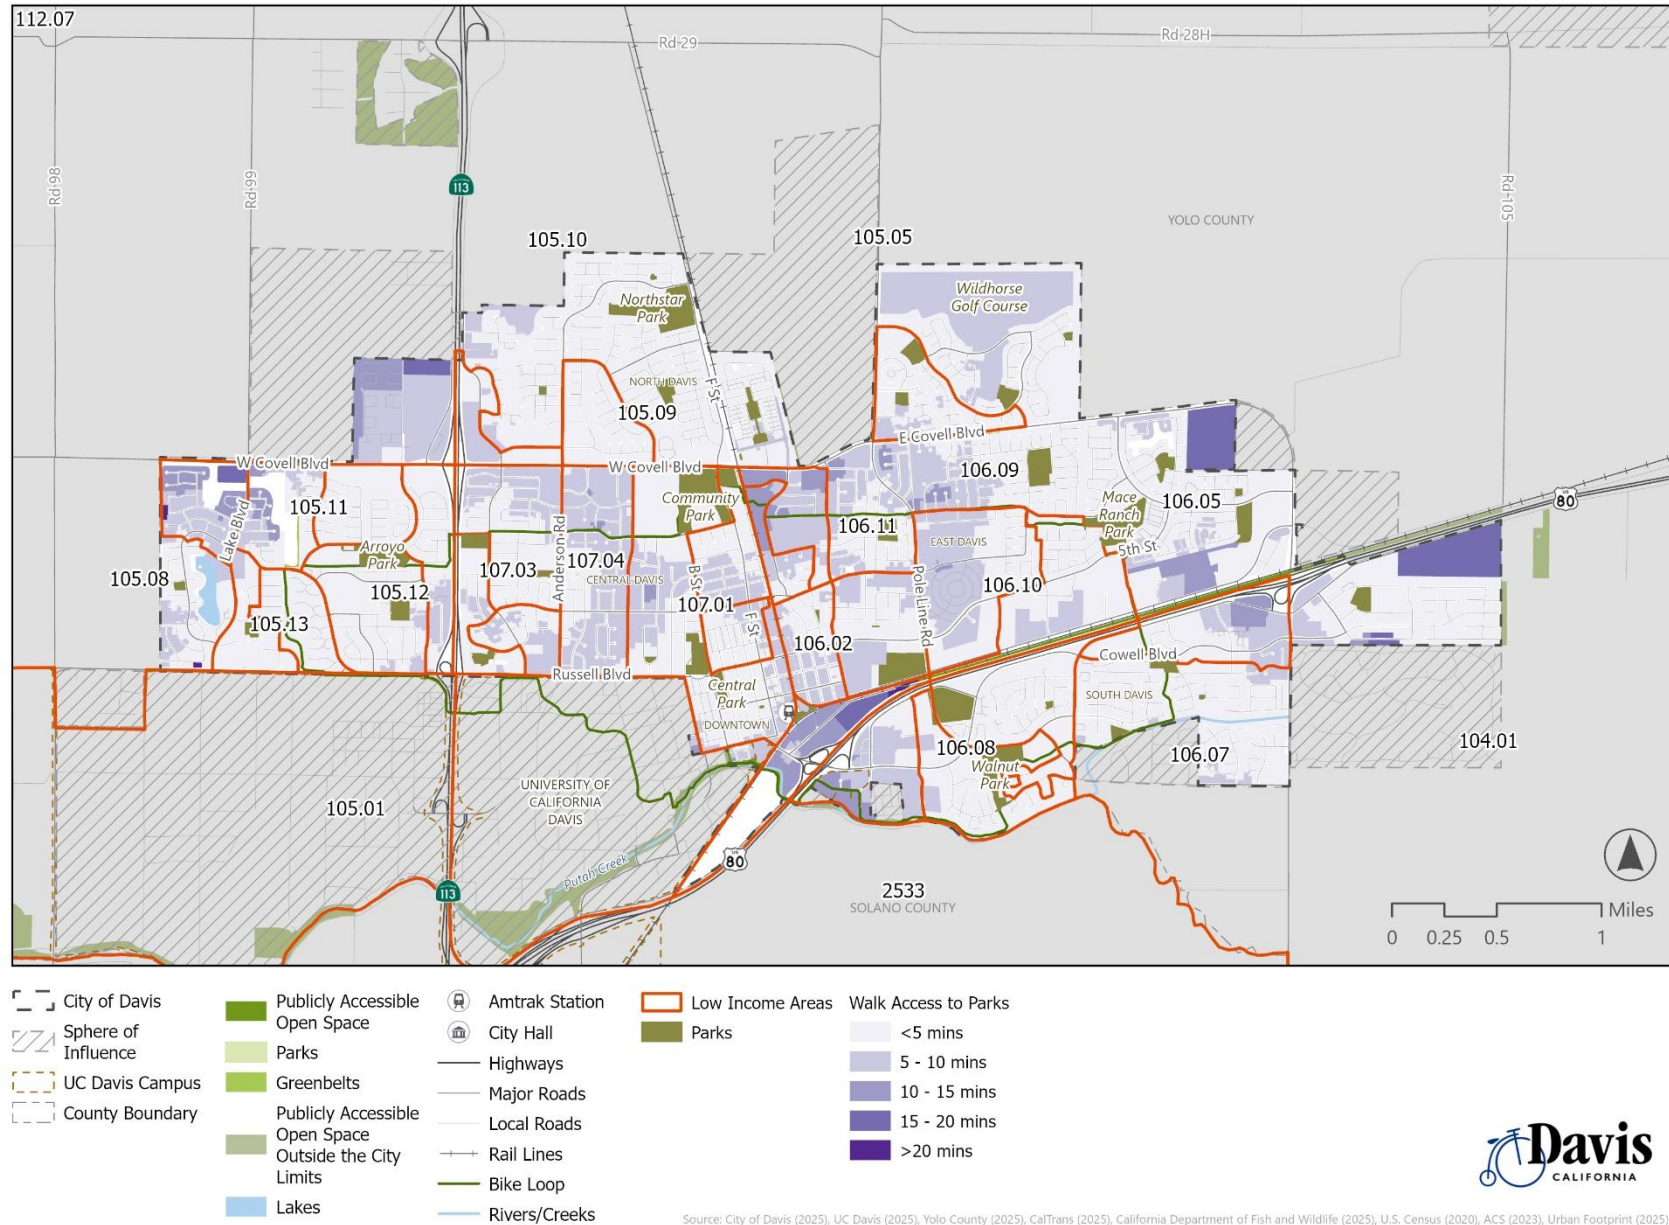 112.07
Rd 29
Rd 28H
Rd 98
Rd 99
113
Rd 105
YOLO COUNTY
105.10
105.05
Northstar
Park
Wildhorse
Golf Course
NORTH DAVIS
F St
105.09
E Covell Blvd
W Covell Blvd
W Covell Blvd
106.09
Community
Park
105.11
Lake Blvd
Mace
Ranch
Park
106.05
80
106.11
Arroyo
Park
Anderson Rd
EAST DAVIS
5th St
105.08
107.03
107.04
CENTRAL DAVIS
B St
Pole Line Rd
106.10
105.12
107.01
105.13
F St
106.02
Cowell Blvd
Russell Blvd
Central
Park
SOUTH DAVIS
DOWNTOWN
106.08
104.01
106.07
Walnut
Park
UNIVERSITY OF
CALIFORNIA
DAVIS
105.01
80
Putah Creek
113
2533
SOLANO COUNTY
Miles
0 0.25 0.5 1
City of Davis
Sphere of
Influence
UC Davis Campus
County Boundary
Publicly Accessible
Open Space
Parks
Greenbelts
Publicly Accessible
Open Space
Outside the City
Limits
Lakes
Amtrak Station
City Hall
Highways
Major Roads
Local Roads
Rail Lines
Bike Loop
Rivers/Creeks
Low Income Areas
Parks
Walk Access to Parks
<5 mins
5 - 10 mins
10 - 15 mins
15 - 20 mins
>20 mins
Davis
CALIFORNIA
Source: City of Davis (2025), UC Davis (2025), Yolo County (2025), CalTrans (2025), California Department of Fish and Wildlife (2025), U.S. Census (2020), ACS (2023), Urban Footprint (2025)